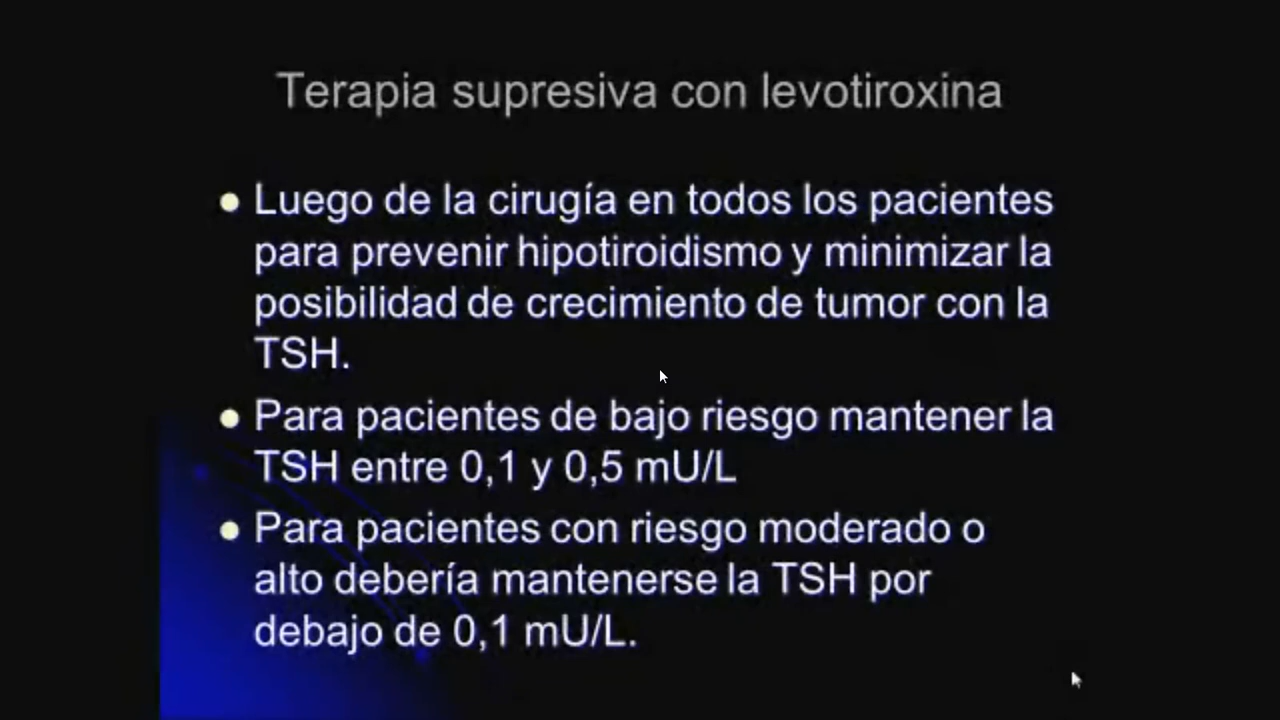 Terapia supresiva con levotiroxina
Luego de la cirugía en todos los pacientes
para prevenir hipotiroidismo y minimizar la
posibilidad de crecimiento de tumor con la
TSH.
Para pacientes de bajo riesgo mantener la
TSH entre 0,1 y 0,5 mU/L
Para pacientes con riesgo moderado o
alto debería mantenerse la TSH por
debajo de 0,1 mU/L.